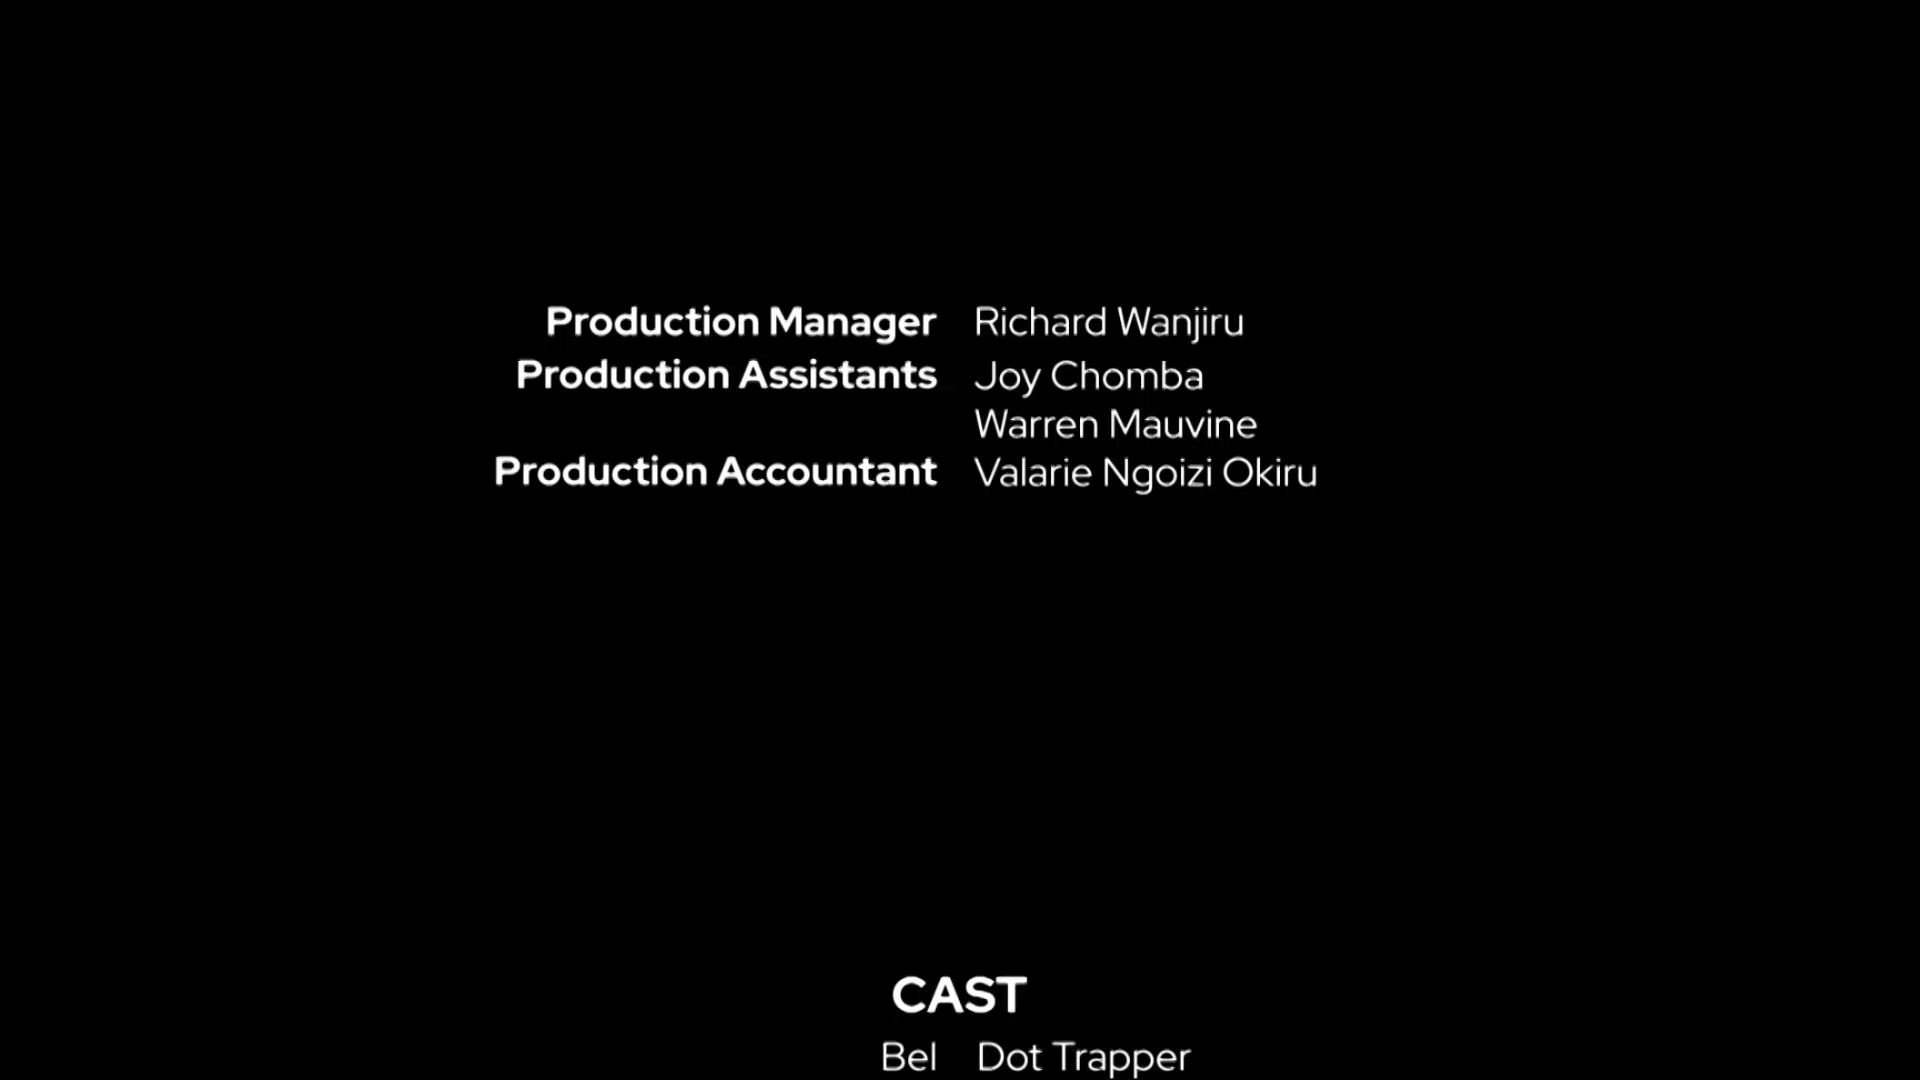 Production Manager Richard Wanjiru
Production Assistants Joy Chomba
Warren Mauvine
Production Accountant Valarie Ngoizi Okiru
CAST
Bel Dot Trapper